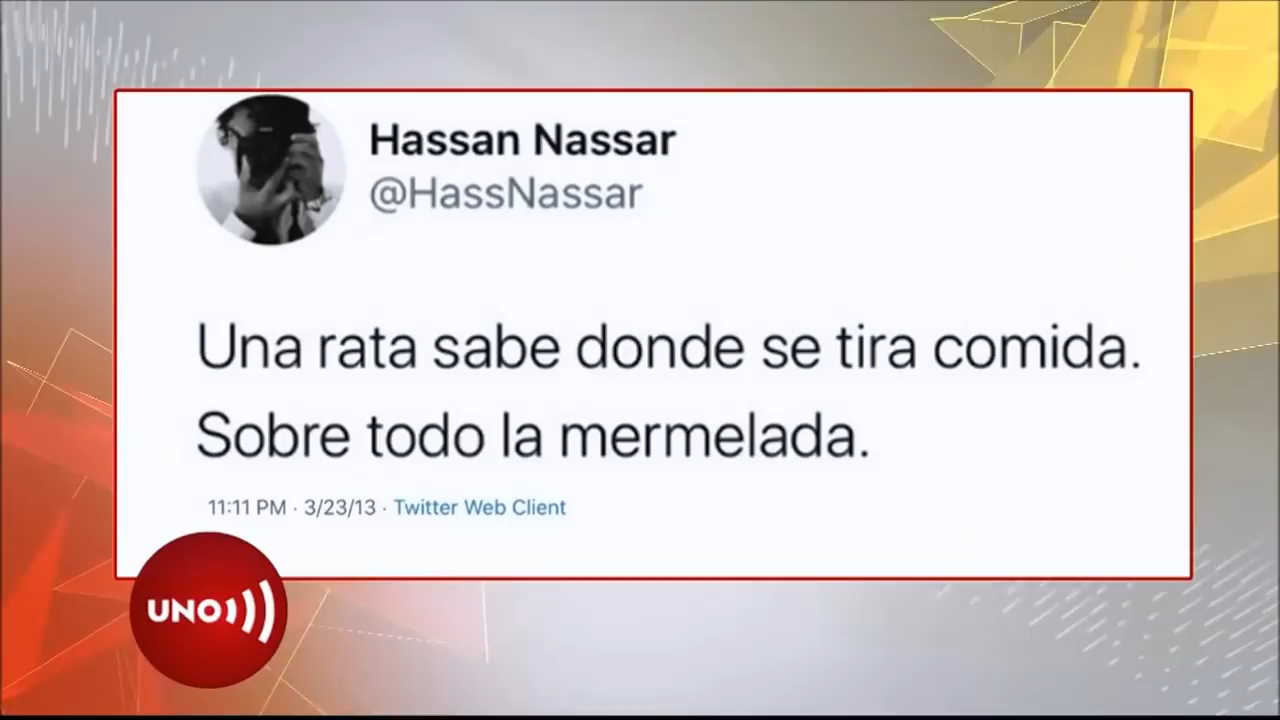 Hassan Nassar
@HassNassar
Una rata sabe donde se tira comida.
Sobre todo la mermelada.
11:11 PM · 3/23/13 · Twitter Web Client
UNO